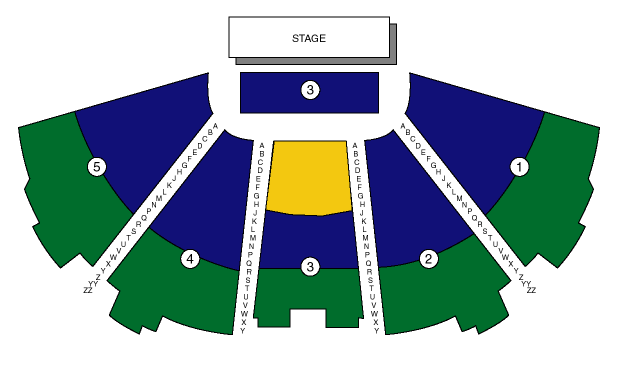 STAGE
3
5
4
3
2
1
A B C D E F G H J K L M N P Q R S T U V W X Y Z YY ZZ
A B C D E F G H J K L M N P Q R S T U V W X Y
A B C D E F G H J K L M N P Q R S T U V W X Y
A B C D E F G H J K L M N P Q R S T U V W X Y Z YY ZZ